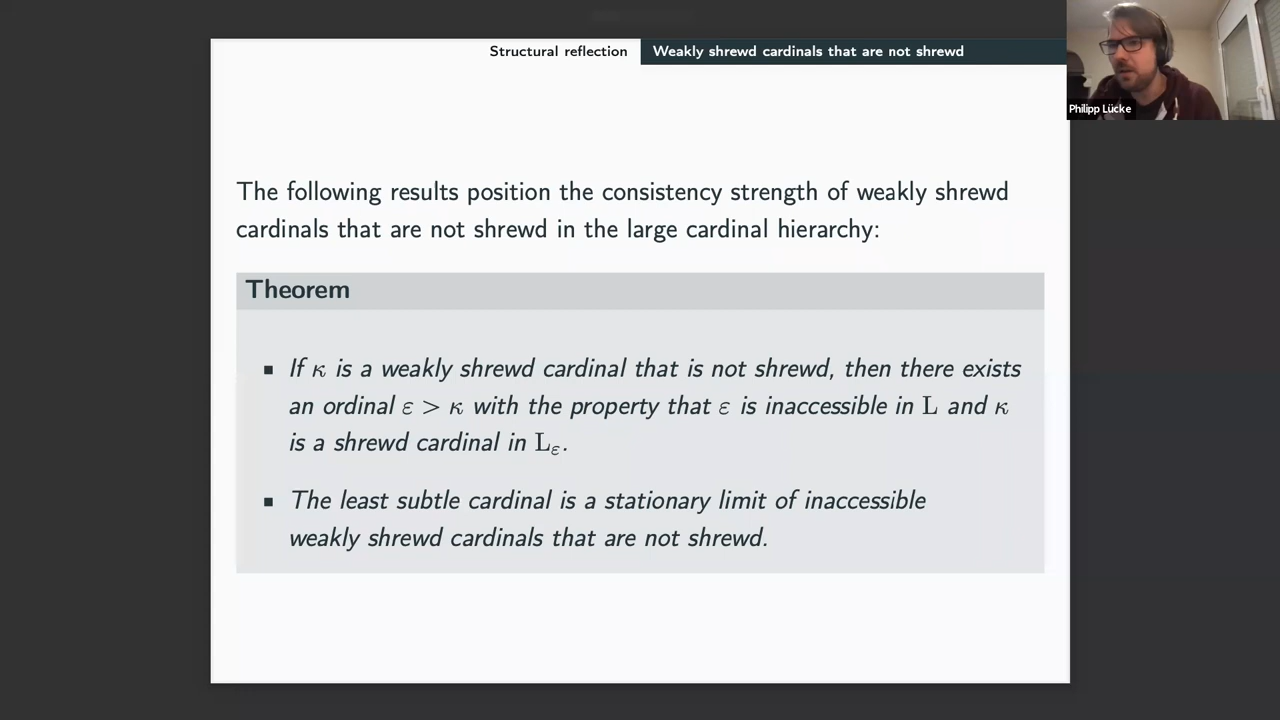 Structural reflection
Weakly shrewd cardinals that are not shrewd
Philipp Lücke
The following results position the consistency strength of weakly shrewd
cardinals that are not shrewd in the large cardinal hierarchy:
Theorem
▪ If κ is a weakly shrewd cardinal that is not shrewd, then there exists
an ordinal ε > κ with the property that ε is inaccessible in L and κ
is a shrewd cardinal in Lε.
▪ The least subtle cardinal is a stationary limit of inaccessible
weakly shrewd cardinals that are not shrewd.